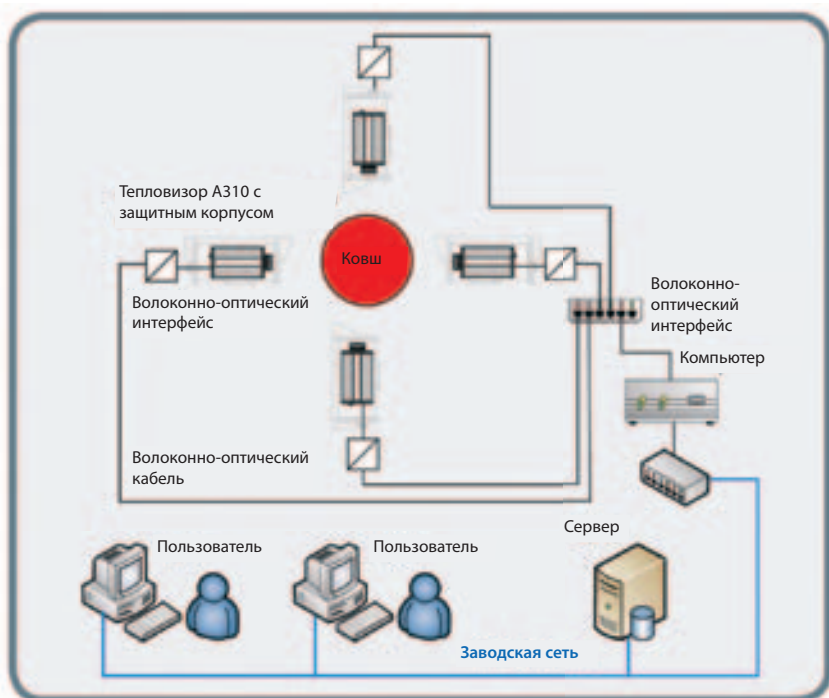 Тепловизор А310 с
защитным корпусом
Ковш
Волоконно-оптический
интерфейс
Волоконно-
оптический
интерфейс
Компьютер
Волоконно-оптический
кабель
Пользователь
Пользователь
Сервер
Заводская сеть